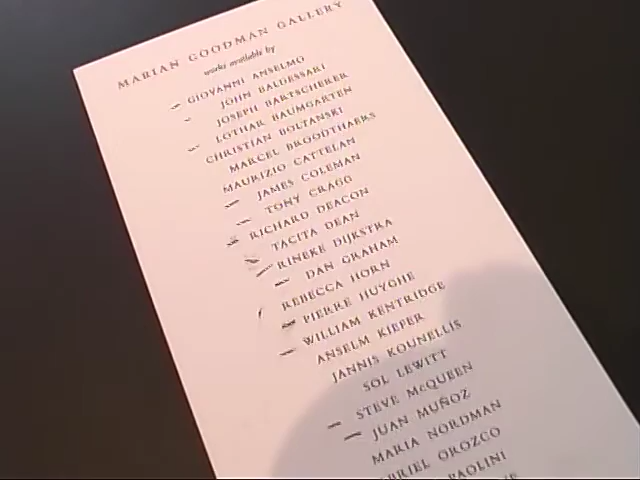 MARIAN GOODMAN GALLERY
works available by
GIOVANNI ANSELMO
JOHN BALDESSARI
JOSEPH BARTSCHERER
LOTHAR BAUMGARTEN
CHRISTIAN BOLTANSKI
MARCEL BROODTHAERS
MAURIZIO CATTELAN
JAMES COLEMAN
TONY CRAGG
RICHARD DEACON
TACITA DEAN
RINEKE DIJKSTRA
DAN GRAHAM
REBECCA HORN
PIERRE HUYGHE
WILLIAM KENTRIDGE
ANSELM KIEFER
JANNIS KOUNELLIS
SOL LEWITT
STEVE McQUEEN
JUAN MUÑOZ
MARIA NORDMAN
OROZCO
PAOLINI